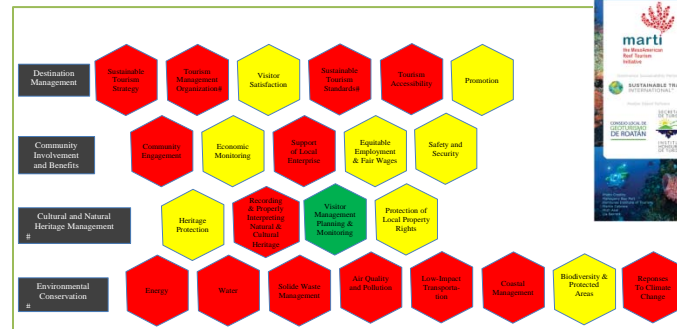 Destination
Management
Sustainable
Tourism
Strategy
Tourism
Management
Organization#
Visitor
Satisfaction
Sustainable
Tourism
Standards#
Tourism
Accessibility
Promotion
Community
Involvement
and Benefits
Community
Engagement
Economic
Monitoring
Support
of Local
Enterprise
Equitable
Employment
& Fair Wages
Safety and
Security
Cultural and Natural
Heritage Management
#
Heritage
Protection
Recording
& Properly
Interpreting
Natural &
Cultural
Heritage
Visitor
Management
Planning &
Monitoring
Protection of
Local Property
Rights
Environmental
Conservation
#
Energy
Water
Solide Waste
Management
Air Quality
and Pollution
Low-Impact
Transporta-
tion
Coastal
Management
Biodiversity &
Protected
Areas
Reponses
To Climate
Change
marti
the MesoAmerican
Reef Tourism
Initiative
SUSTAINABLE TRA
INTERNATIONAL
CONSEJO LOCAL DE
GEOTURISMO
DE ROATÁN